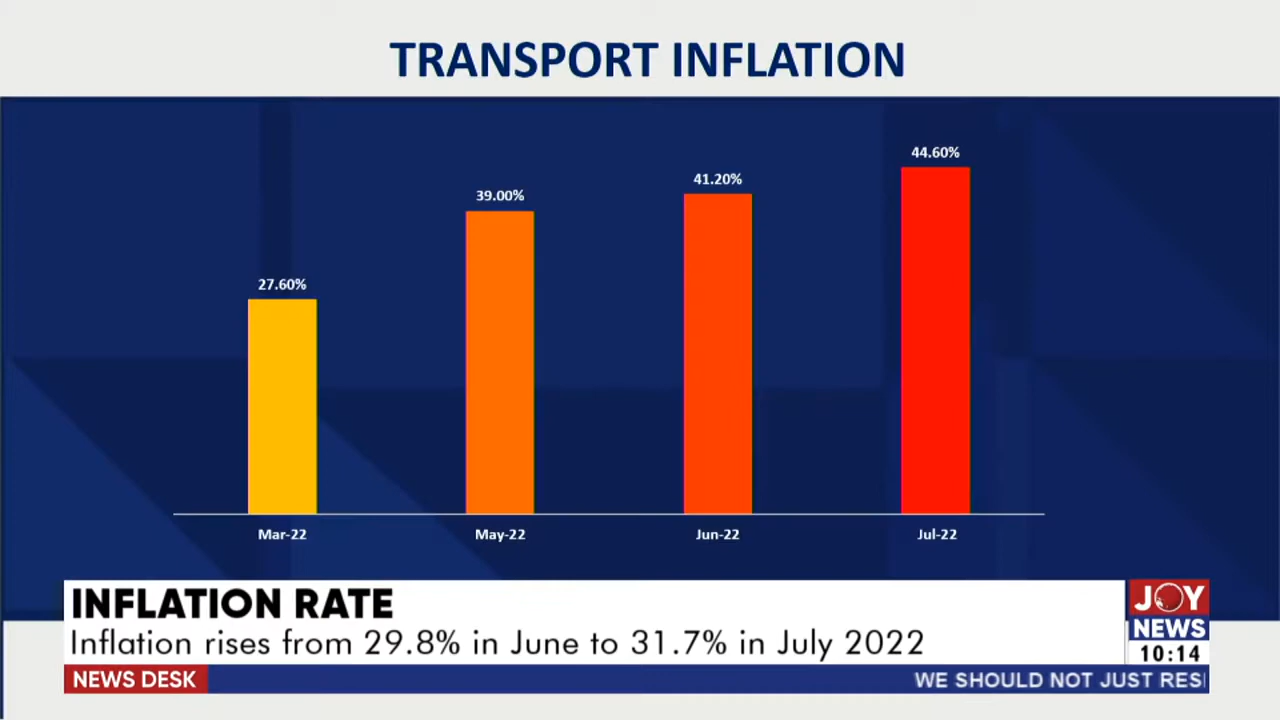 TRANSPORT INFLATION
44.60%
41.20%
39.00%
27.60%
Mar-22 May-22 Jun-22 Jul-22
INFLATION RATE
Inflation rises from 29.8% in June to 31.7% in July 2022
JOY
NEWS
10:14
NEWS DESK
WE SHOULD NOT JUST RES